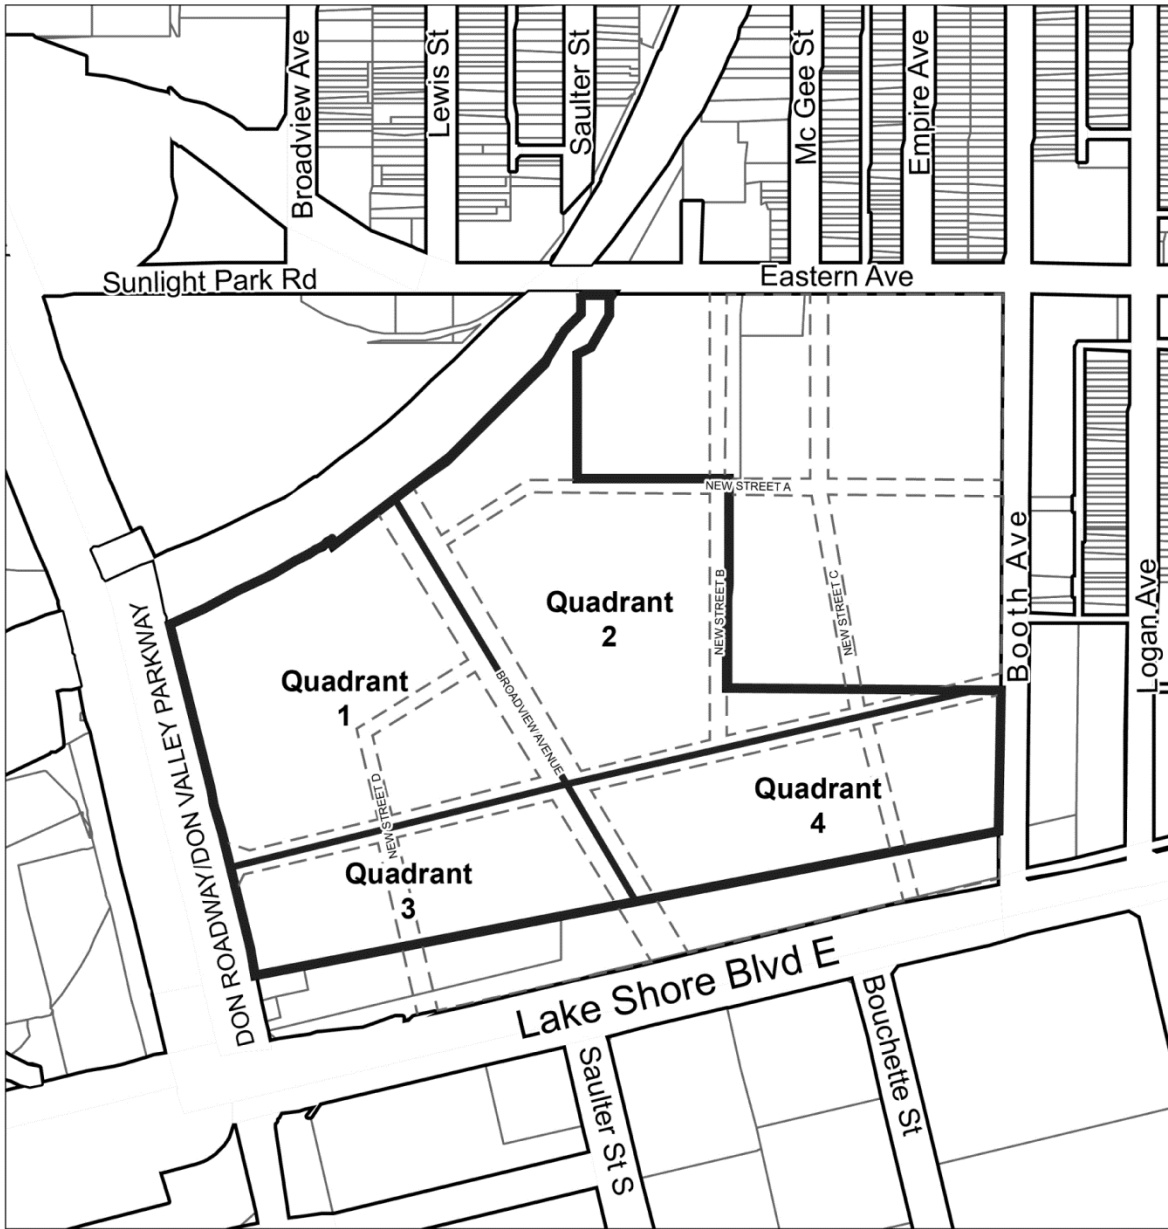 Broadview Ave
Lewis St
Saulter St
Mc Gee St
Empire Ave
Sunlight Park Rd
Eastern Ave
NEW STREET A
Booth Ave
Logan Ave
NEW STREET B
NEW STREET C
Quadrant
2
Quadrant
1
DON ROADWAY/DON VALLEY PARKWAY
BROADVIEW AVENUE
NEW STREET D
Quadrant
4
Quadrant
3
Lake Shore Blvd E
Bouchette St
Saulter St S